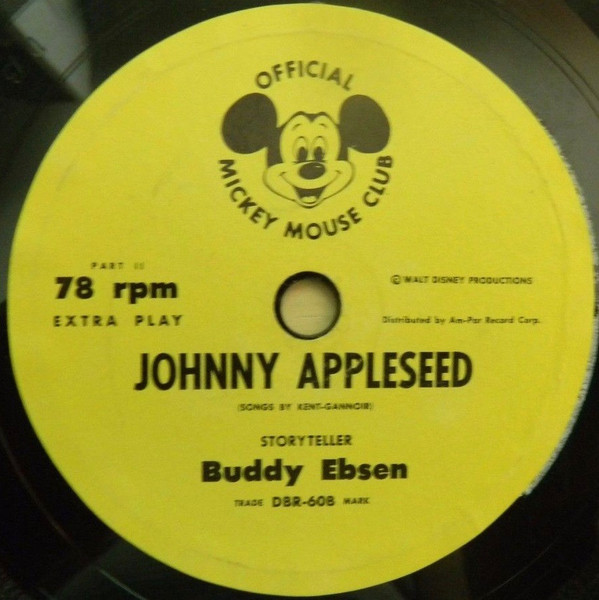 OFFICIAL
MICKEY MOUSE CLUB
PART II
78 rpm
EXTRA PLAY
© WALT DISNEY PRODUCTIONS
Distributed by Am-Par Record Corp.
JOHNNY APPLESEED
(SONGS BY KENT-GANNOIR)
STORYTELLER
Buddy Ebsen
TRADE DBR-60B MARK